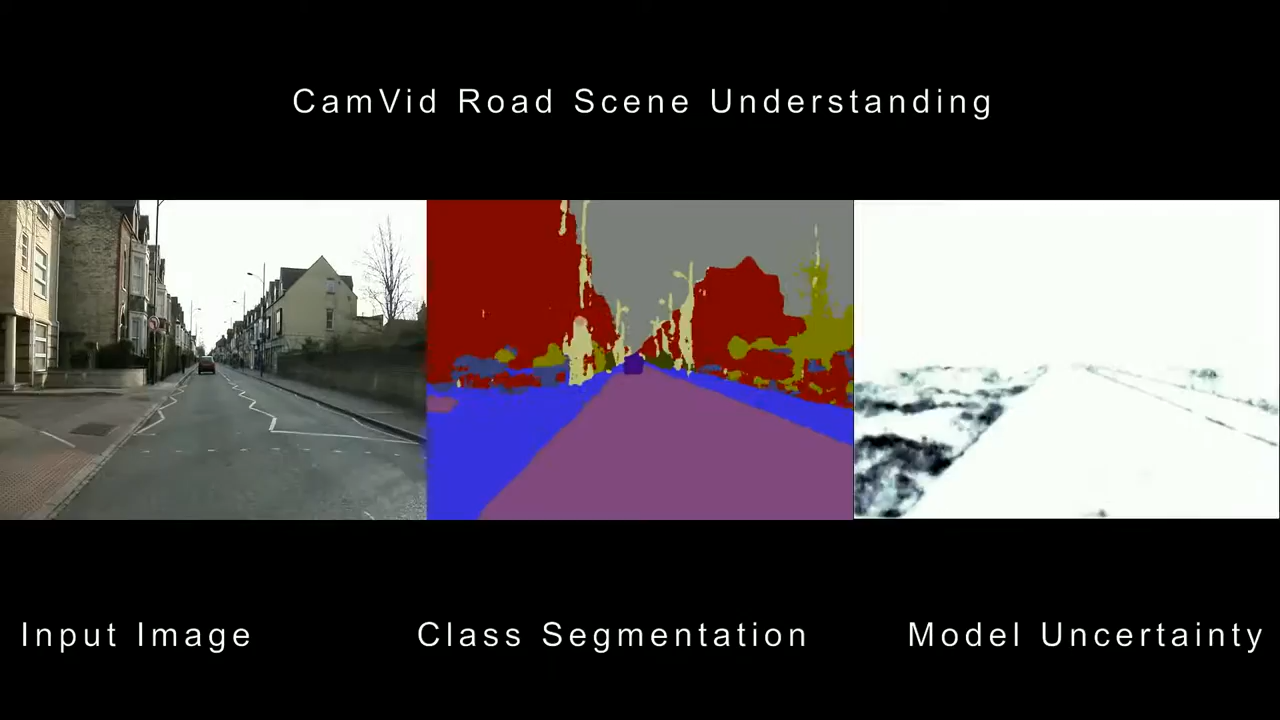 CamVid Road Scene Understanding
Input Image
Class Segmentation
Model Uncertainty